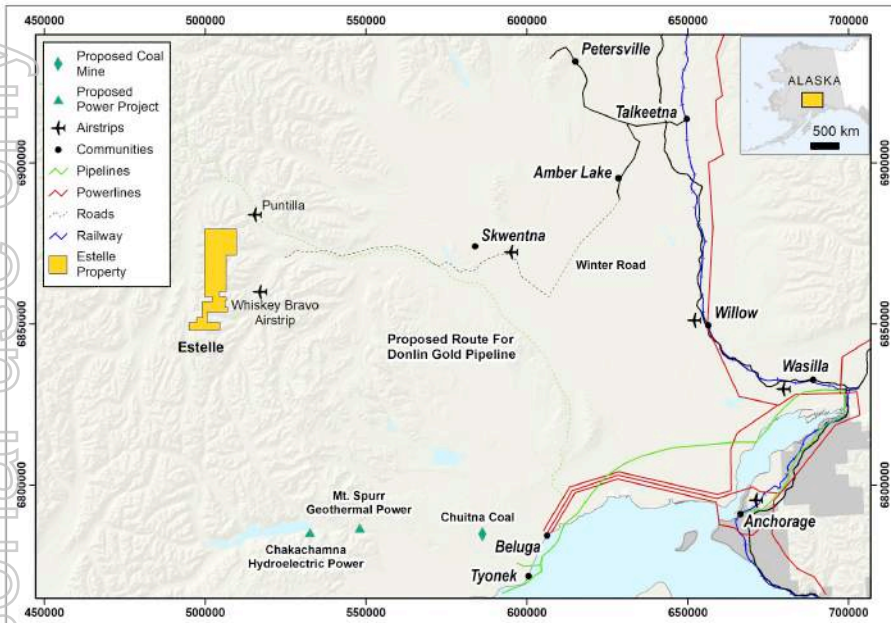 450000 500000 550000 600000 650000 700000
Proposed Coal
Mine
Proposed
Power Project
Airstrips
Communities
Pipelines
Powerlines
Roads
Railway
Estelle
Property
ALASKA
500 km
Petersville
Talkeetna
6900000
6900000
Amber Lake
Puntilla
Skwentna
Winter Road
Whiskey Bravo
Airstrip
6850000
6850000
Estelle
Willow
Proposed Route For
Donlin Gold Pipeline
Wasilla
6800000
6800000
Mt. Spurr
Geothermal Power
Chuitna Coal
Anchorage
Chakachamna
Hydroelectric Power
Beluga
Tyonek
450000 500000 550000 600000 650000 700000